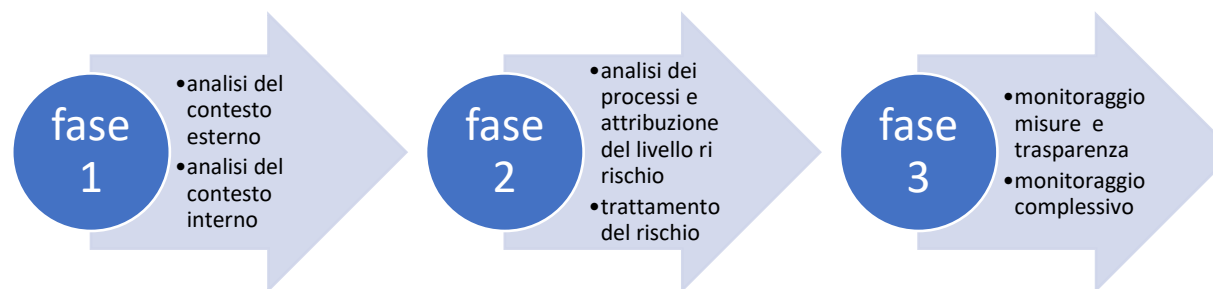 fase
1
•analisi del
contesto
esterno
•analisi del
contesto
interno
fase
2
•analisi dei
processi e
attribuzione
del livello ri
rischio
•trattamento
del rischio
fase
3
•monitoraggio
misure e
trasparenza
•monitoraggio
complessivo